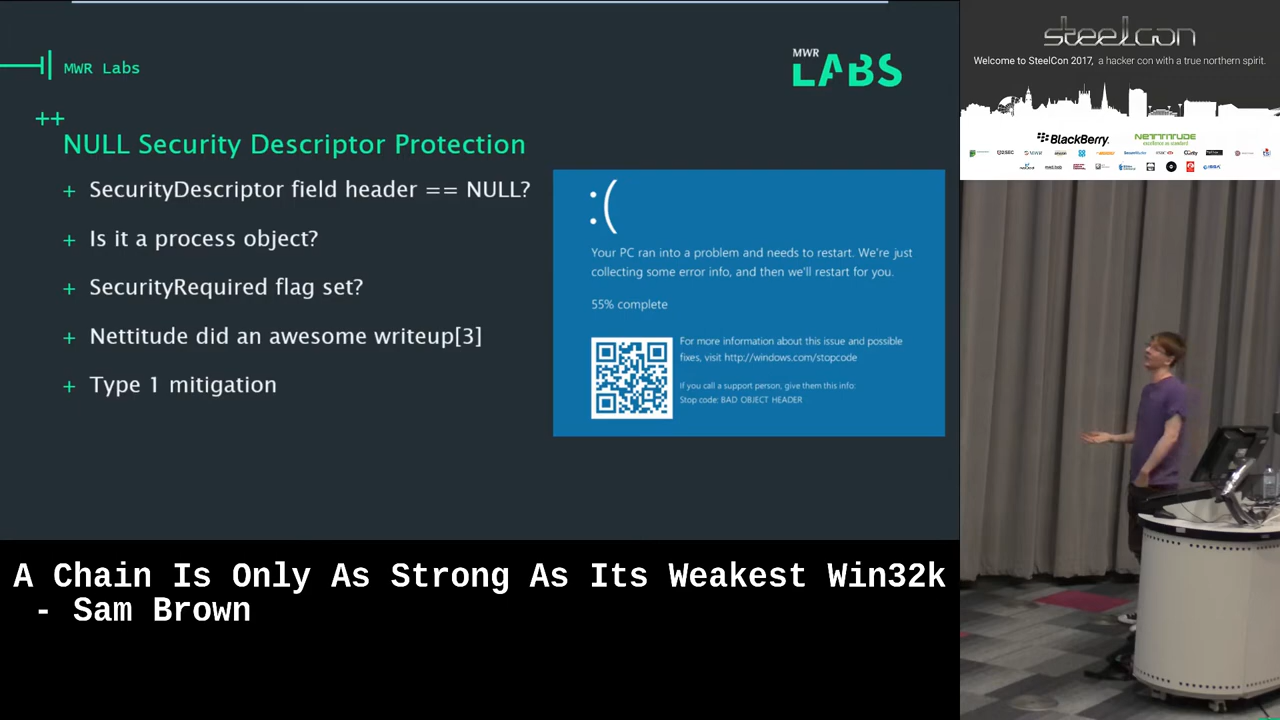 MWR Labs
MWR
LABS
++
NULL Security Descriptor Protection
+ SecurityDescriptor field header == NULL?
+ Is it a process object?
+ SecurityRequired flag set?
+ Nettitude did an awesome writeup[3]
+ Type 1 mitigation
:(
Your PC ran into a problem and needs to restart. We're just
collecting some error info, and then we'll restart for you.
55% complete
For more information about this issue and possible
fixes, visit http://windows.com/stopcode
If you call a support person, give them this info:
Stop code: BAD OBJECT HEADER
steelcon
Welcome to SteelCon 2017, a hacker con with a true northern spirit.
BlackBerry
NETTITUDE
A Chain Is Only As Strong As Its Weakest Win32k
- Sam Brown